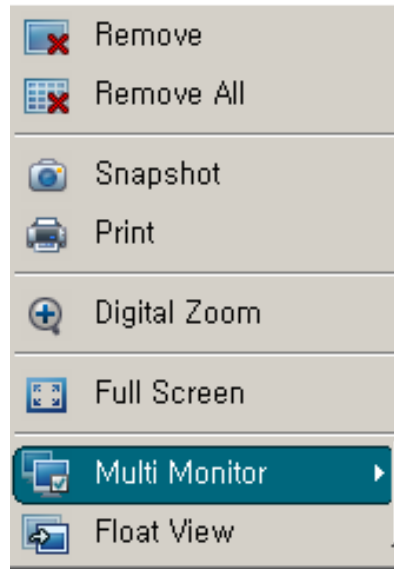 Remove
Remove All
Snapshot
Print
Digital Zoom
Full Screen
Multi Monitor
Float View